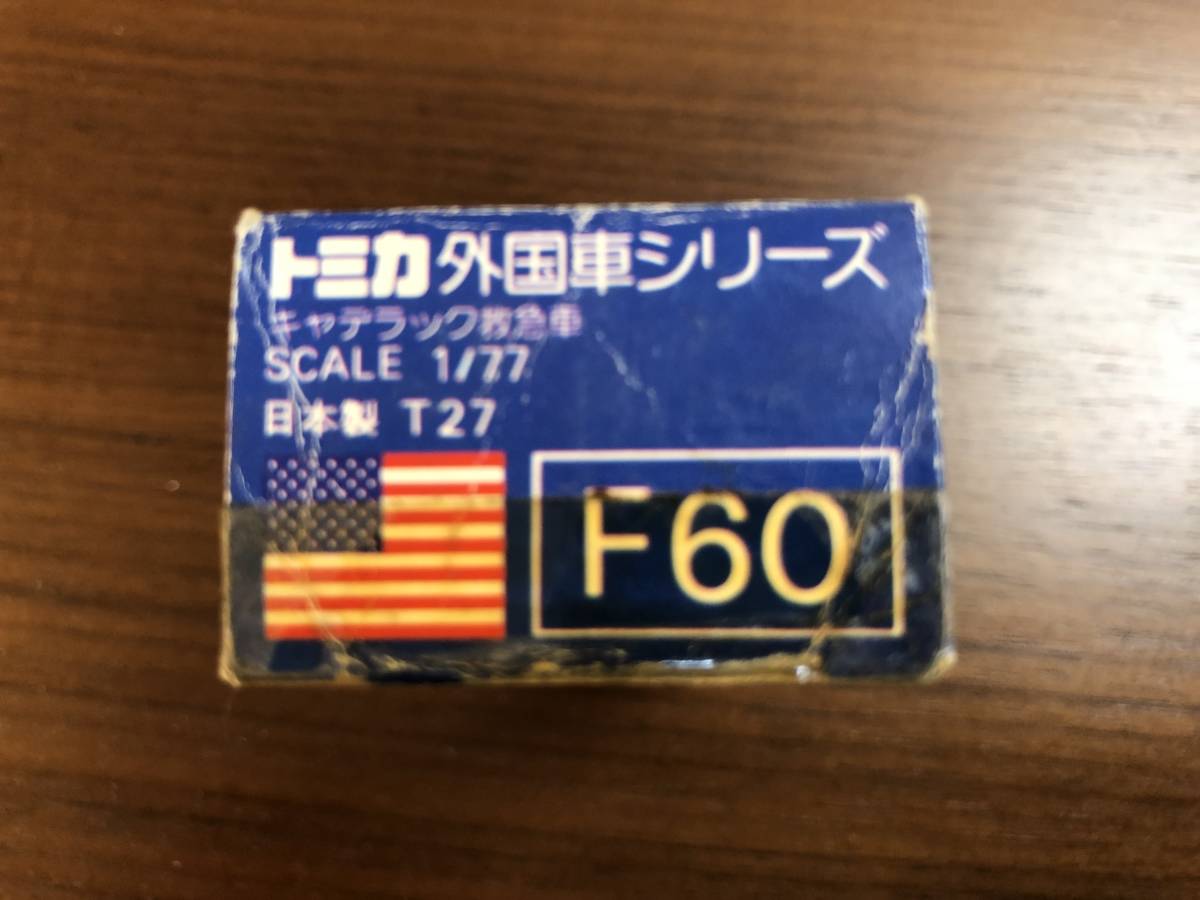 トミカ外国車シリーズ
キャデラック救急車
SCALE 1/77
日本製 T27
F60